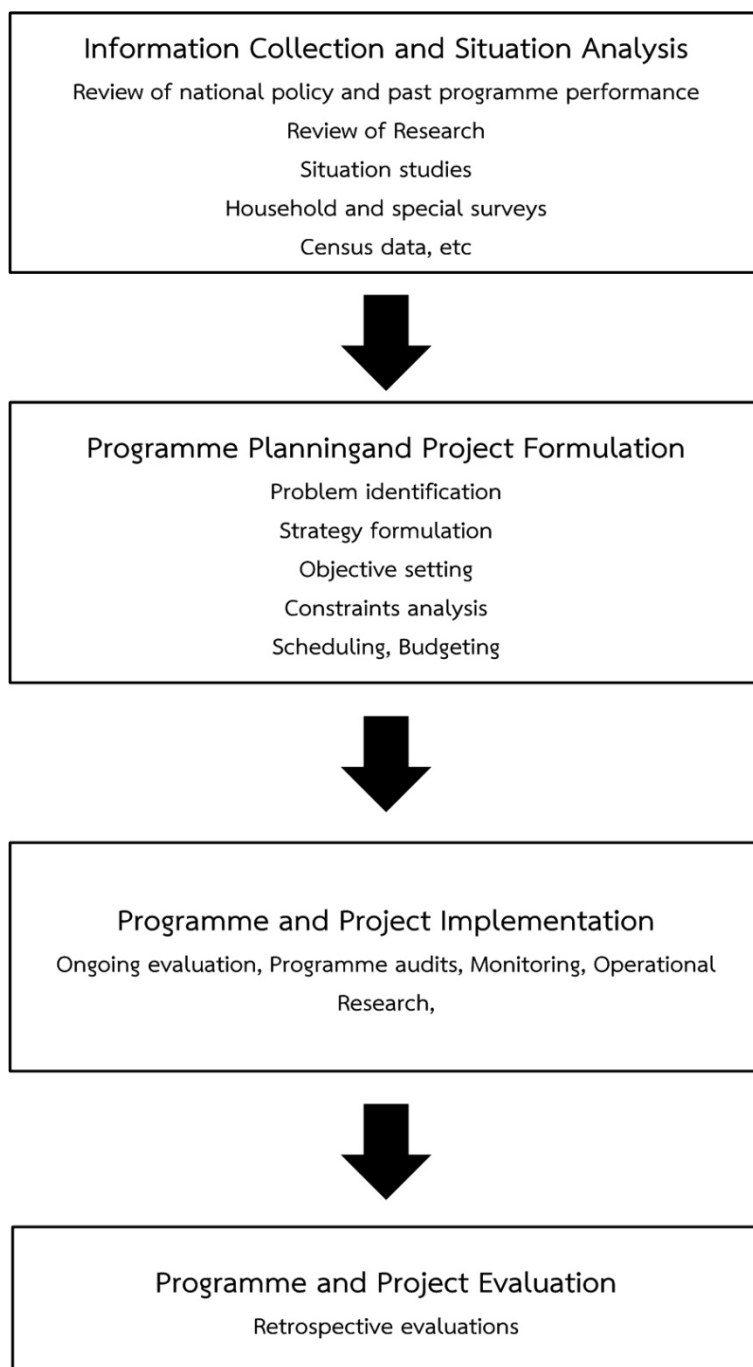 Information Collection and Situation Analysis
Review of national policy and past programme performance
Review of Research
Situation studies
Household and special surveys
Census data, etc
Programme Planningand Project Formulation
Problem identification
Strategy formulation
Objective setting
Constraints analysis
Scheduling, Budgeting
Programme and Project Implementation
Ongoing evaluation, Programme audits, Monitoring, Operational
Research,
Programme and Project Evaluation
Retrospective evaluations